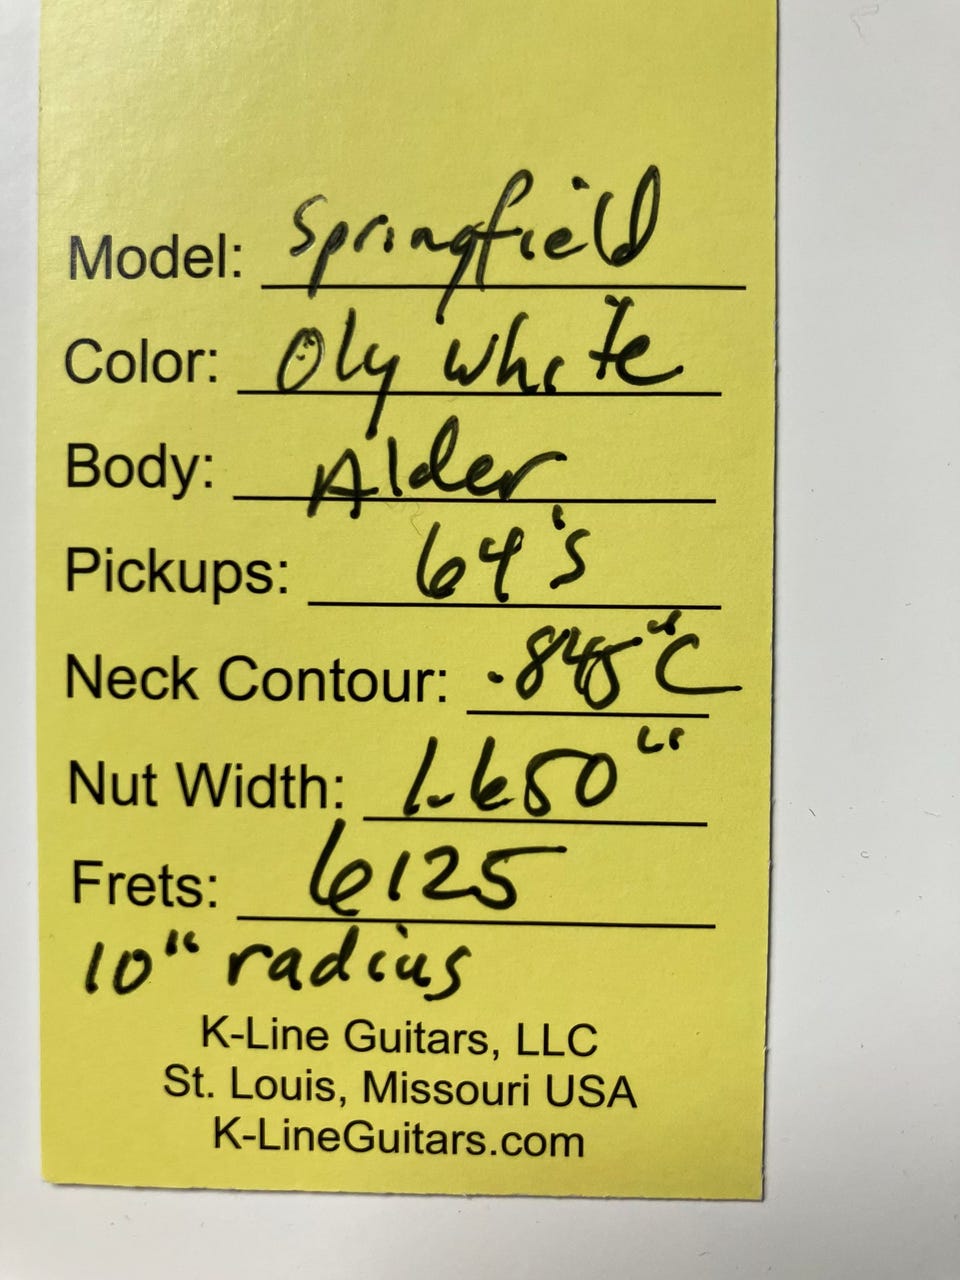 Model: Springfield
Color: Oly White
Body: Alder
Pickups: 64's
Neck Contour: .845" C
Nut Width: 1.650"
Frets: 6125
10" radius
K-Line Guitars, LLC
St. Louis, Missouri USA
K-LineGuitars.com